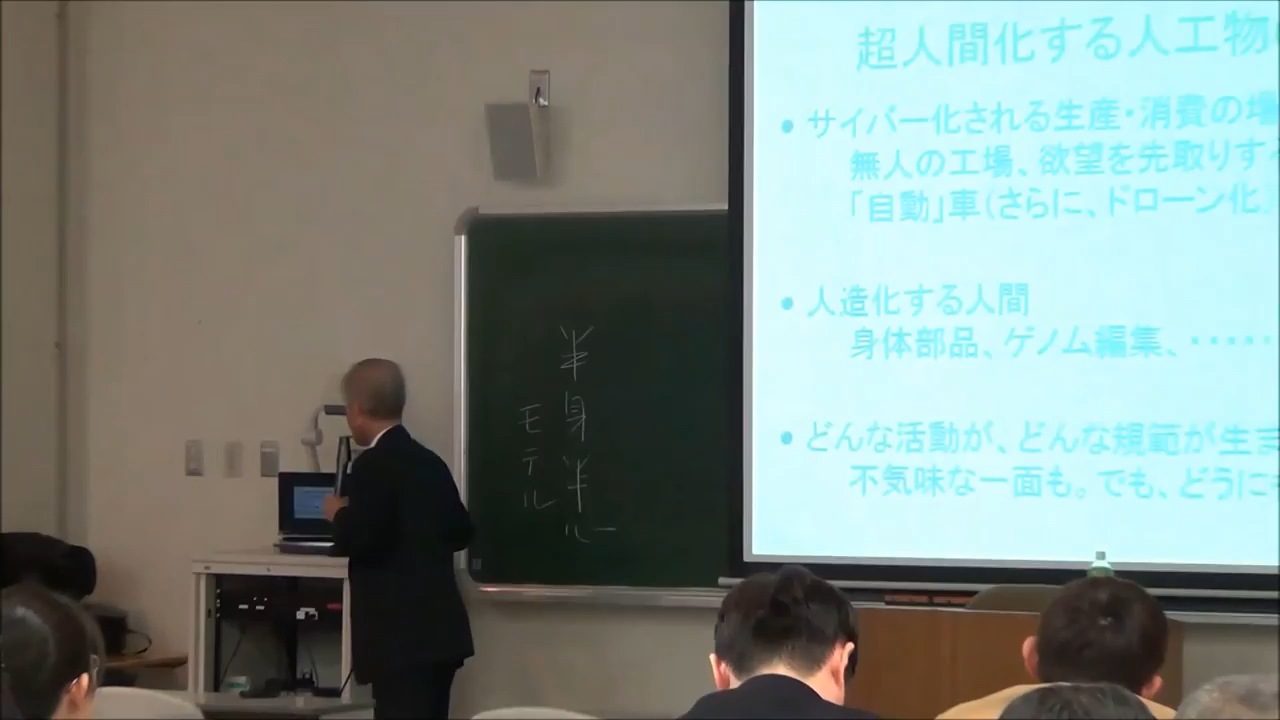 超人間化する人工物
サイバー化される生産・消費の場
無人の工場、欲望を先取りす
「自動」車(さらに、ドローン化
人造化する人間
身体部品、ゲノム編集、・・・・・
どんな活動が、どんな規範が生ま
不気味な一面も。でも、どうに
半身半心
モデル